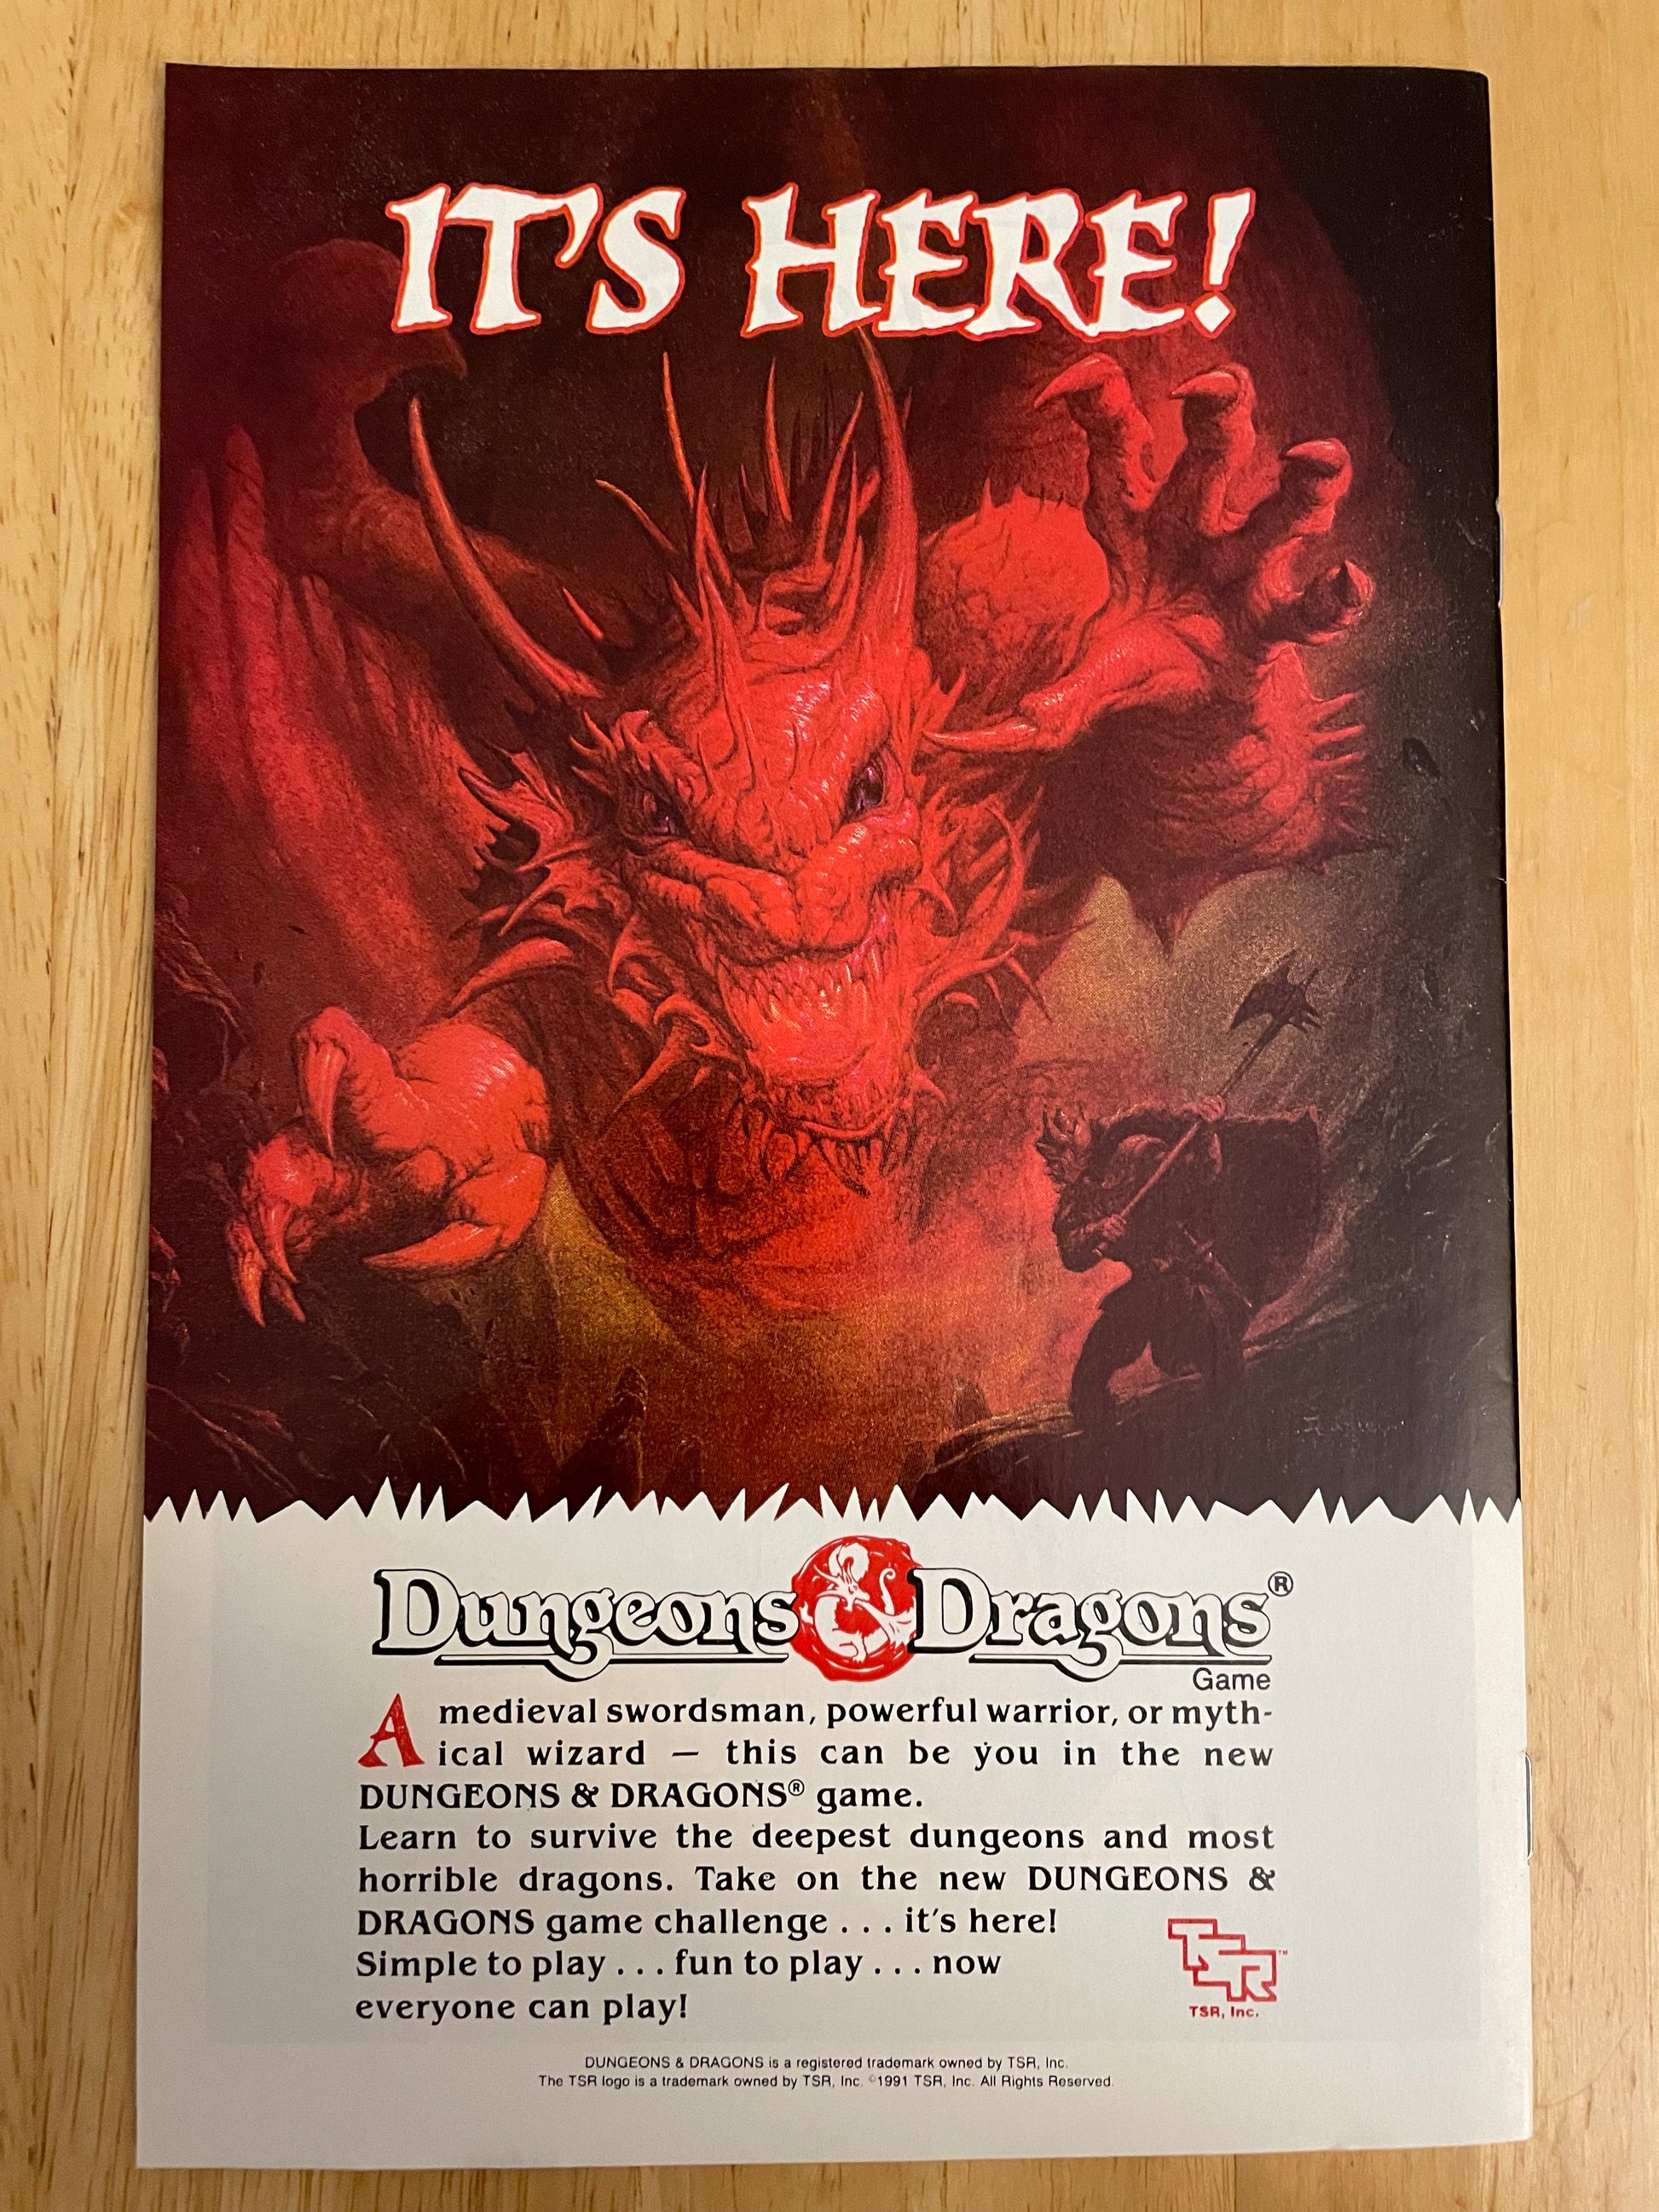 IT'S HERE!
Dungeons & Dragons®
Game
A medieval swordsman, powerful warrior, or myth-
ical wizard — this can be you in the new
DUNGEONS & DRAGONS® game.
Learn to survive the deepest dungeons and most
horrible dragons. Take on the new DUNGEONS &
DRAGONS game challenge . . . it's here!
Simple to play . . . fun to play . . . now
everyone can play!
TSR™
TSR, Inc.
DUNGEONS & DRAGONS is a registered trademark owned by TSR, Inc.
The TSR logo is a trademark owned by TSR, Inc. ©1991 TSR, Inc. All Rights Reserved.